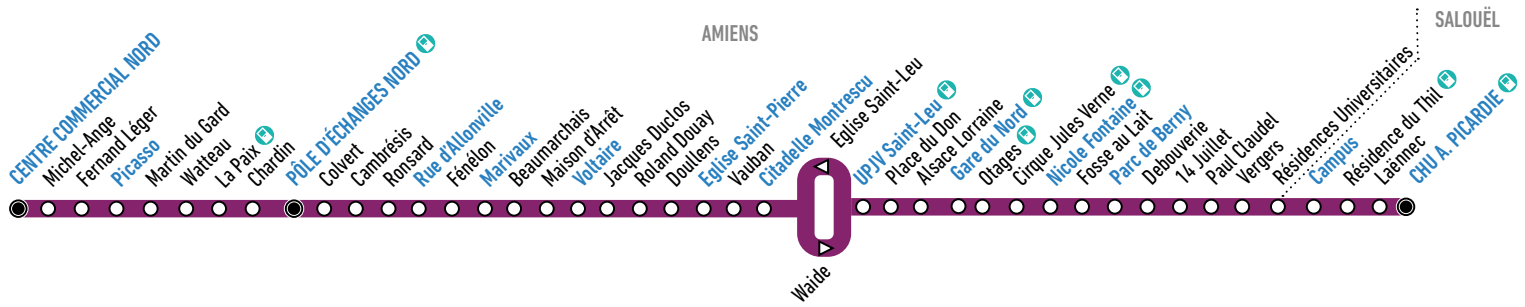 AMIENS
SALOUËL
CENTRE COMMERCIAL NORD
Michel-Ange
Fernand Léger
Picasso
Martin du Gard
Watteau
La Paix
Chardin
PÔLE D'ÉCHANGES NORD
Colvert
Cambrésis
Ronsard
Rue d'Allonville
Fénélon
Marivaux
Beaumarchais
Maison d'Arrêt
Voltaire
Jacques Duclos
Roland Douay
Doullens
Eglise Saint-Pierre
Vauban
Citadelle Montrescu
Eglise Saint-Leu
Waide
UPJV Saint-Leu
Place du Don
Alsace Lorraine
Gare du Nord
Otages
Cirque Jules Verne
Nicole Fontaine
Fosse au Lait
Parc de Berny
Debouverie
14 Juillet
Paul Claudel
Vergers
Résidences Universitaires
Campus
Résidence du Thil
Laënnec
CHU A. PICARDIE